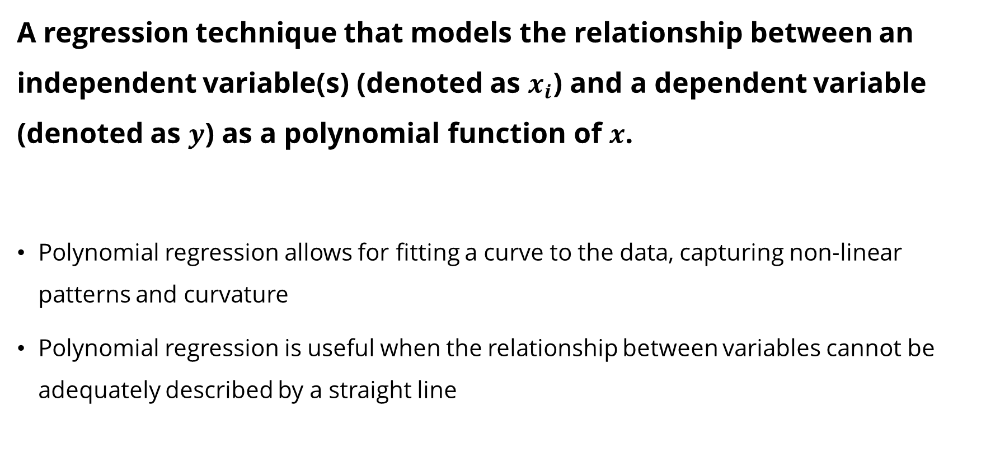 A regression technique that models the relationship between an
independent variable(s) (denoted as xᵢ) and a dependent variable
(denoted as y) as a polynomial function of x.
• Polynomial regression allows for fitting a curve to the data, capturing non-linear
patterns and curvature
• Polynomial regression is useful when the relationship between variables cannot be
adequately described by a straight line